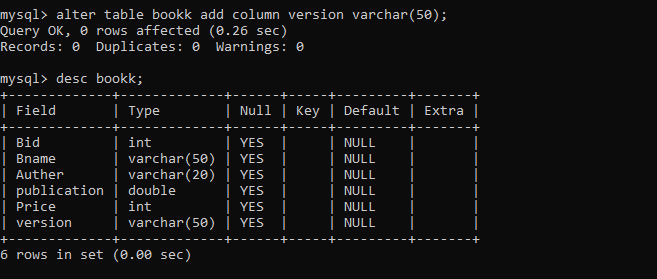 mysql> alter table bookk add column version varchar(50);
Query OK, 0 rows affected (0.26 sec)
Records: 0  Duplicates: 0  Warnings: 0

mysql> desc bookk;
+-------------+-------------+------+-----+---------+-------+
| Field       | Type        | Null | Key | Default | Extra |
+-------------+-------------+------+-----+---------+-------+
| Bid         | int         | YES  |     | NULL    |       |
| Bname       | varchar(50) | YES  |     | NULL    |       |
| Auther      | varchar(20) | YES  |     | NULL    |       |
| publication | double      | YES  |     | NULL    |       |
| Price       | int         | YES  |     | NULL    |       |
| version     | varchar(50) | YES  |     | NULL    |       |
+-------------+-------------+------+-----+---------+-------+
6 rows in set (0.00 sec)